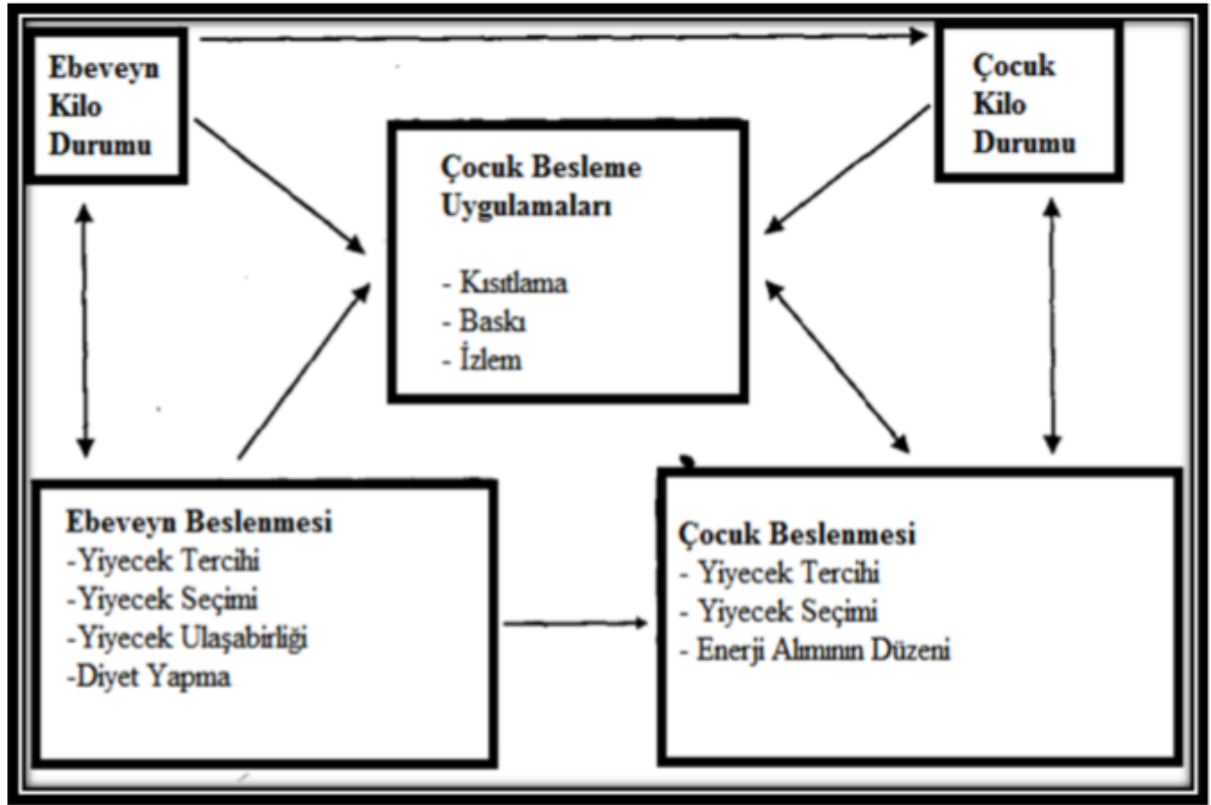 Ebeveyn
Kilo
Durumu
Çocuk
Kilo
Durumu
Çocuk Besleme
Uygulamaları
- Kısıtlama
- Baskı
- İzlem
Ebeveyn Beslenmesi
-Yiyecek Tercihi
-Yiyecek Seçimi
-Yiyecek Ulaşabirliği
-Diyet Yapma
Çocuk Beslenmesi
- Yiyecek Tercihi
- Yiyecek Seçimi
- Enerji Alımının Düzeni